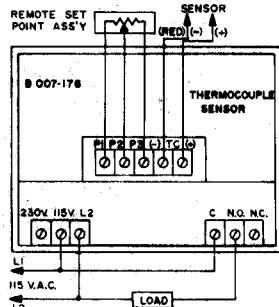 REMOTE SET
POINT ASS'Y
SENSOR
(RED) (-) (+)
B 007-176
THERMOCOUPLE
SENSOR
P1 P2 P3 (-) TC (+)
230V. 115V. L2
C N.O. N.C.
L1
115 V.A.C.
LOAD
L2